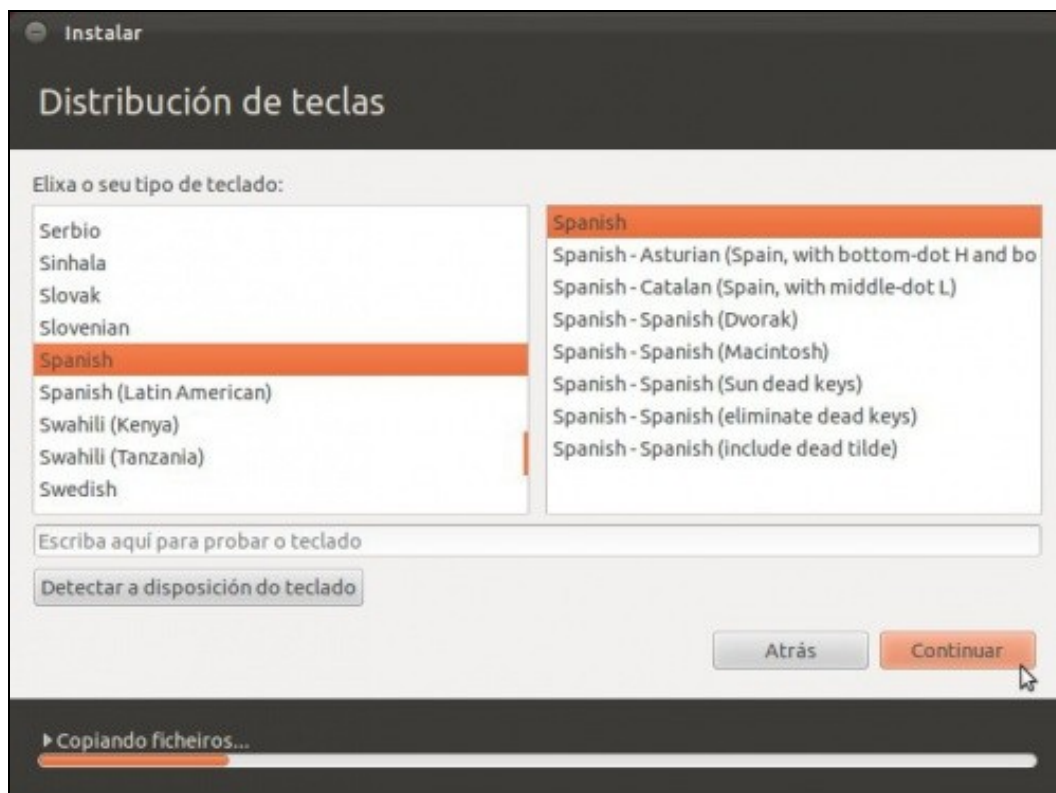 Instalar
Distribución de teclas
Elixa o seu tipo de teclado:
Serbio
Sinhala
Slovak
Slovenian
Spanish
Spanish (Latin American)
Swahili (Kenya)
Swahili (Tanzania)
Swedish
Spanish
Spanish - Asturian (Spain, with bottom-dot H and bo
Spanish - Catalan (Spain, with middle-dot L)
Spanish - Spanish (Dvorak)
Spanish - Spanish (Macintosh)
Spanish - Spanish (Sun dead keys)
Spanish - Spanish (eliminate dead keys)
Spanish - Spanish (include dead tilde)
Escriba aquí para probar o teclado
Detectar a disposición do teclado
Atrás
Continuar
Copiando ficheiros...